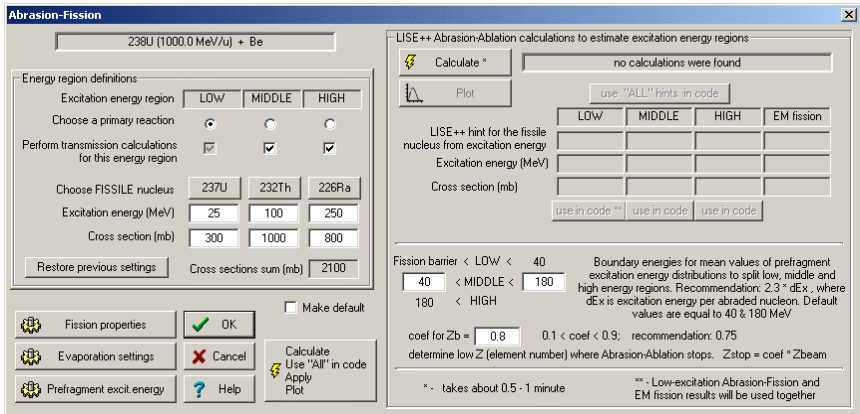 Abrasion-Fission
238U (1000.0 MeV/u) + Be
Energy region definitions
Excitation energy region LOW MIDDLE HIGH
Choose a primary reaction
Perform transmission calculations
for this energy region
Choose FISSILE nucleus 237U 232Th 226Ra
Excitation energy (MeV) 25 100 250
Cross section (mb) 300 1000 800
Restore previous settings Cross sections sum (mb) 2100
Make default
Fission properties OK
Evaporation settings Cancel
Prefragment excit.energy Help
Calculate
Use "All" in code
Apply
Plot
LISE++ Abrasion-Ablation calculations to estimate excitation energy regions
Calculate * no calculations were found
Plot use "ALL" hints in code
LOW MIDDLE HIGH EM fission
LISE++ hint for the fissile
nucleus from excitation energy
Excitation energy (MeV)
Cross section (mb)
use in code ** use in code use in code
Fission barrier < LOW < 40
40 < MIDDLE < 180
180 < HIGH
Boundary energies for mean values of prefragment
excitation energy distributions to split low, middle and
high energy regions. Recommendation: 2.3 * dEx , where
dEx is excitation energy per abraded nucleon. Default
values are equal to 40 & 180 MeV
coef for Zb = 0.8 0.1 < coef < 0.9; recommendation: 0.75
determine low Z (element number) where Abrasion-Ablation stops. Zstop = coef * Zbeam
* - takes about 0.5 - 1 minute
** - Low-excitation Abrasion-Fission and
EM fission results will be used together